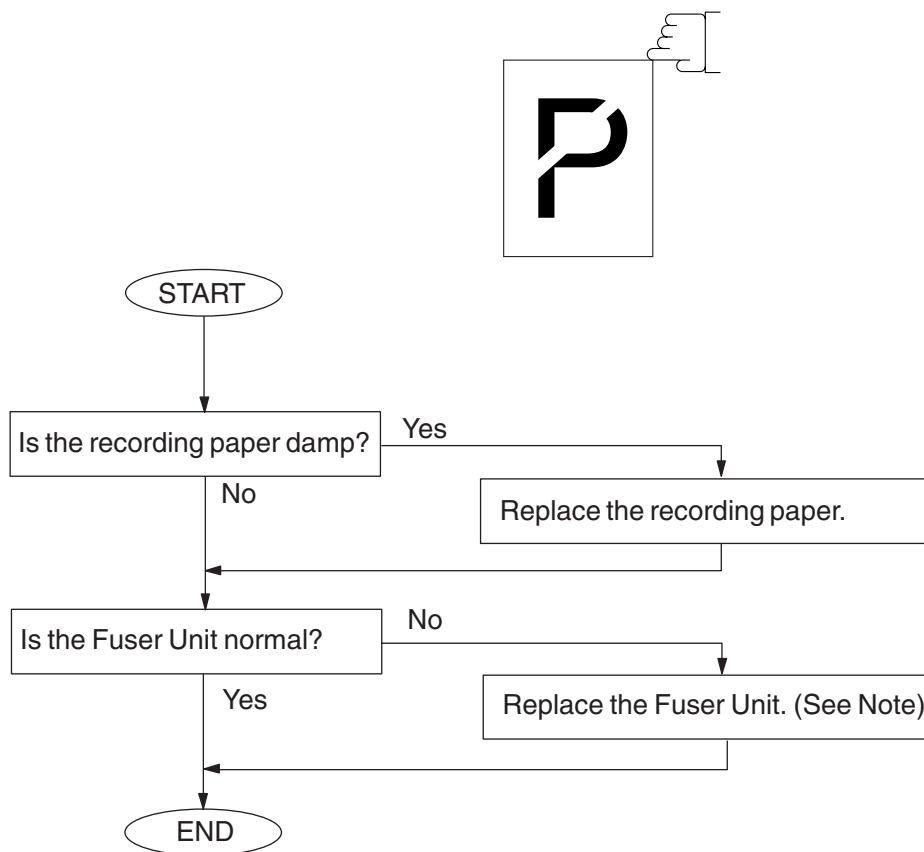 P
START
Is the recording paper damp?
Yes
No
Replace the recording paper.
Is the Fuser Unit normal?
No
Yes
Replace the Fuser Unit. (See Note)
END